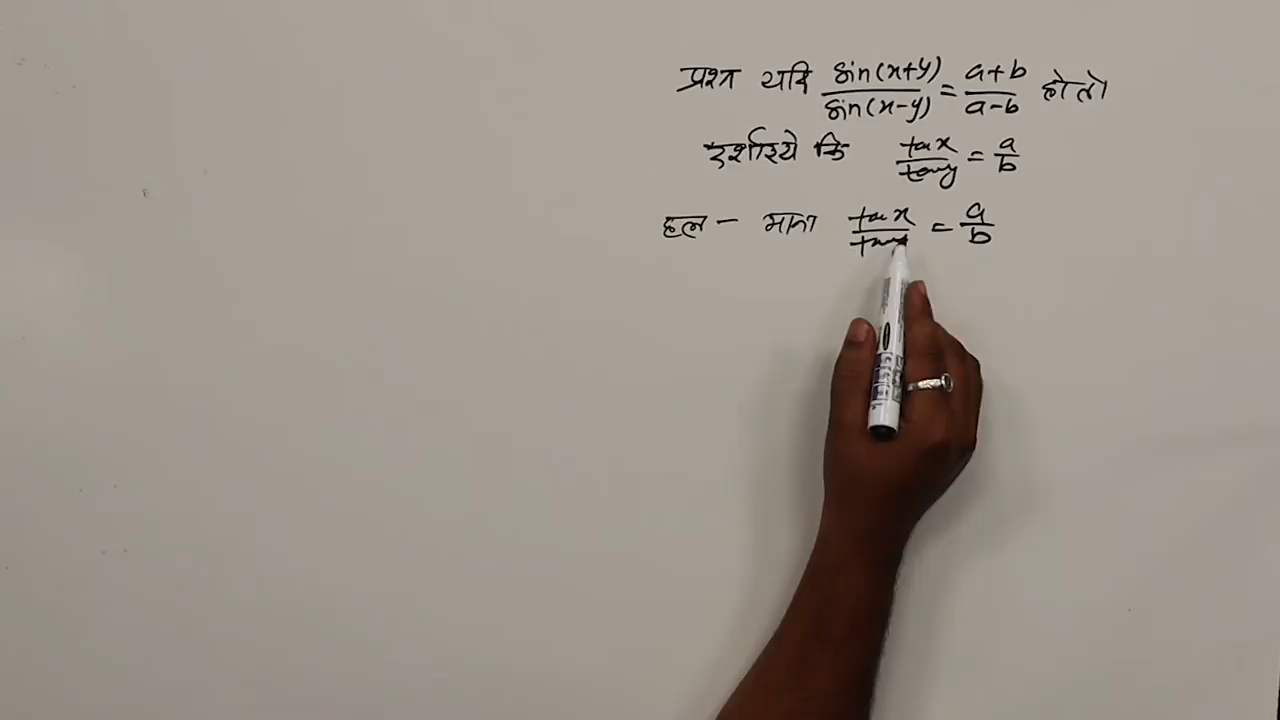 प्रश्न यदि sin(x+y)/sin(x-y) = a+b/a-b हो तो
दर्शाइये कि tan x/tan y = a/b
हल - माना tan x/tan y = a/b